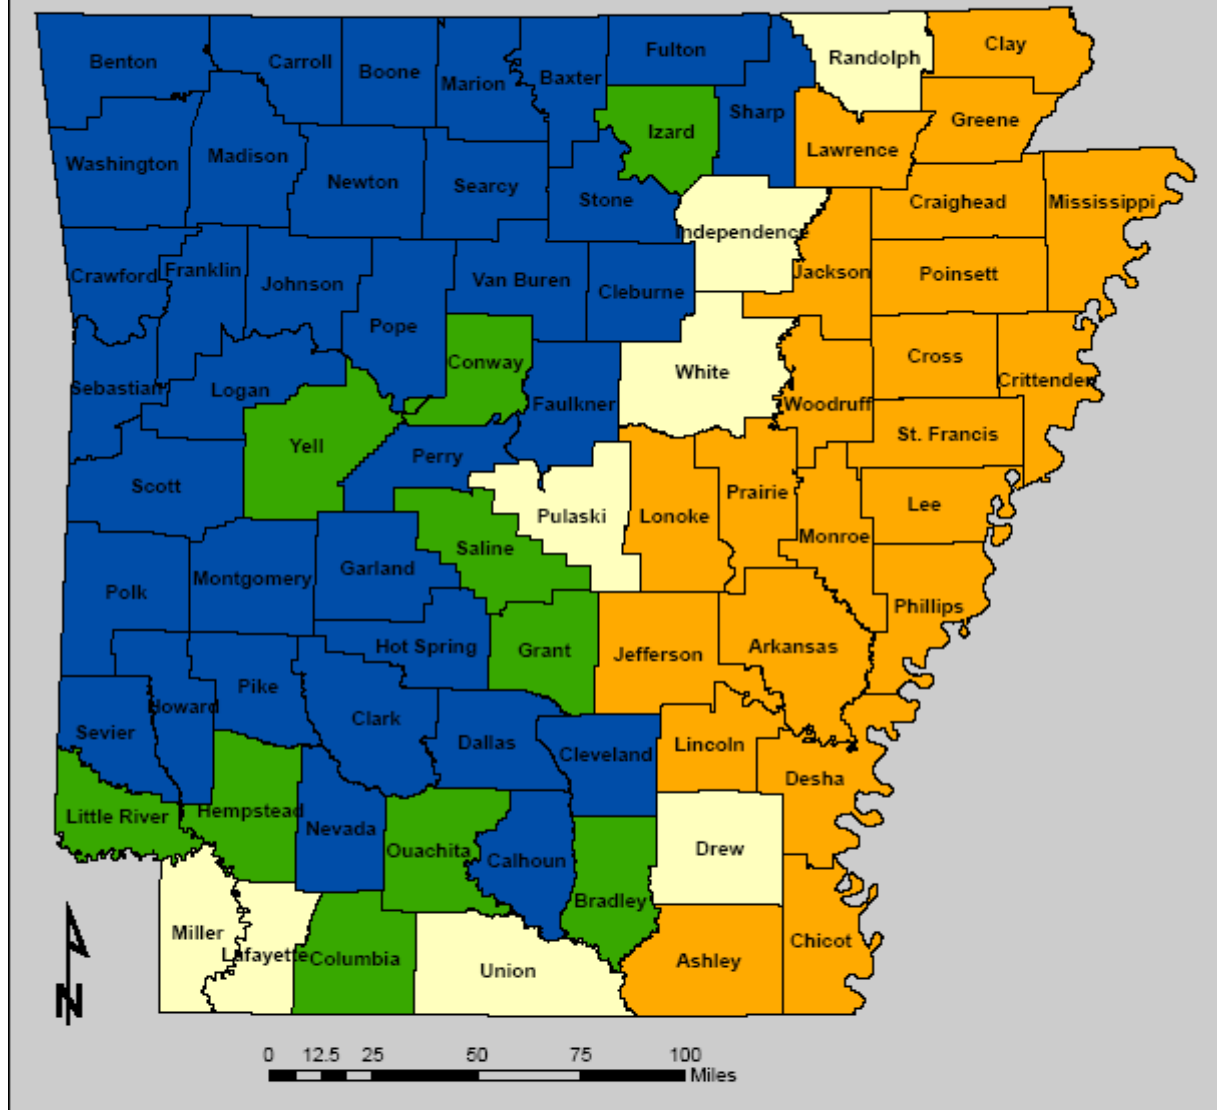 Benton
Carroll
Boone
Marion
Baxter
Fulton
Sharp
Randolph
Clay
Greene
Lawrence
Izard
Washington
Madison
Newton
Searcy
Stone
Independence
Craighead
Mississippi
Jackson
Poinsett
Crawford
Franklin
Johnson
Pope
Van Buren
Cleburne
Conway
White
Cross
Crittenden
Woodruff
Sebastian
Logan
Faulkner
St. Francis
Yell
Perry
Scott
Pulaski
Lonoke
Prairie
Monroe
Lee
Saline
Garland
Montgomery
Polk
Phillips
Hot Spring
Grant
Jefferson
Arkansas
Pike
Howard
Sevier
Clark
Dallas
Cleveland
Lincoln
Desha
Little River
Hempstead
Nevada
Ouachita
Calhoun
Drew
Bradley
Miller
Lafayette
Columbia
Union
Ashley
Chicot
N
0 12.5 25 50 75 100
Miles